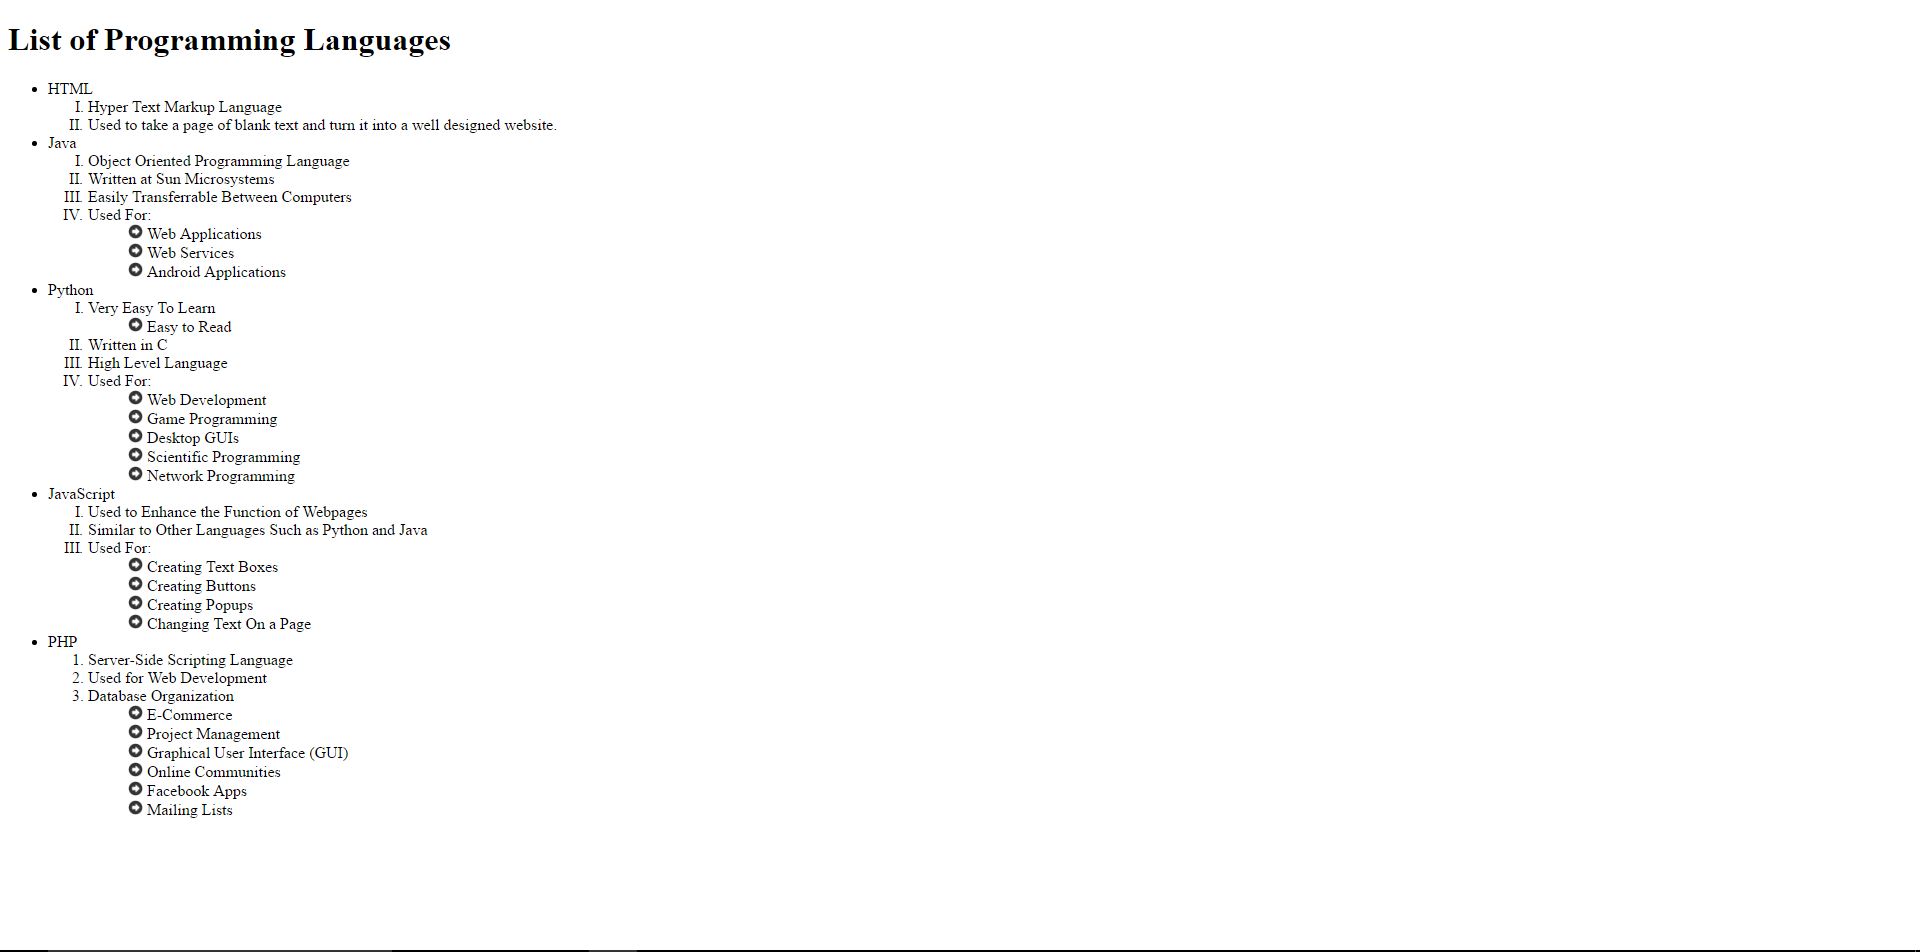 List of Programming Languages
• HTML
I. Hyper Text Markup Language
II. Used to take a page of blank text and turn it into a well designed website.
• Java
I. Object Oriented Programming Language
II. Written at Sun Microsystems
III. Easily Transferrable Between Computers
IV. Used For:
Web Applications
Web Services
Android Applications
• Python
I. Very Easy To Learn
Easy to Read
II. Written in C
III. High Level Language
IV. Used For:
Web Development
Game Programming
Desktop GUIs
Scientific Programming
Network Programming
• JavaScript
I. Used to Enhance the Function of Webpages
II. Similar to Other Languages Such as Python and Java
III. Used For:
Creating Text Boxes
Creating Buttons
Creating Popups
Changing Text On a Page
• PHP
1. Server-Side Scripting Language
2. Used for Web Development
3. Database Organization
E-Commerce
Project Management
Graphical User Interface (GUI)
Online Communities
Facebook Apps
Mailing Lists